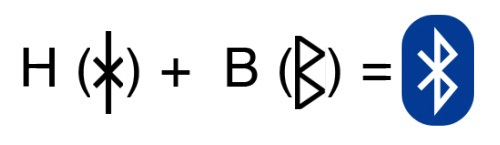 H (ᚼ) + B (ᛒ) =